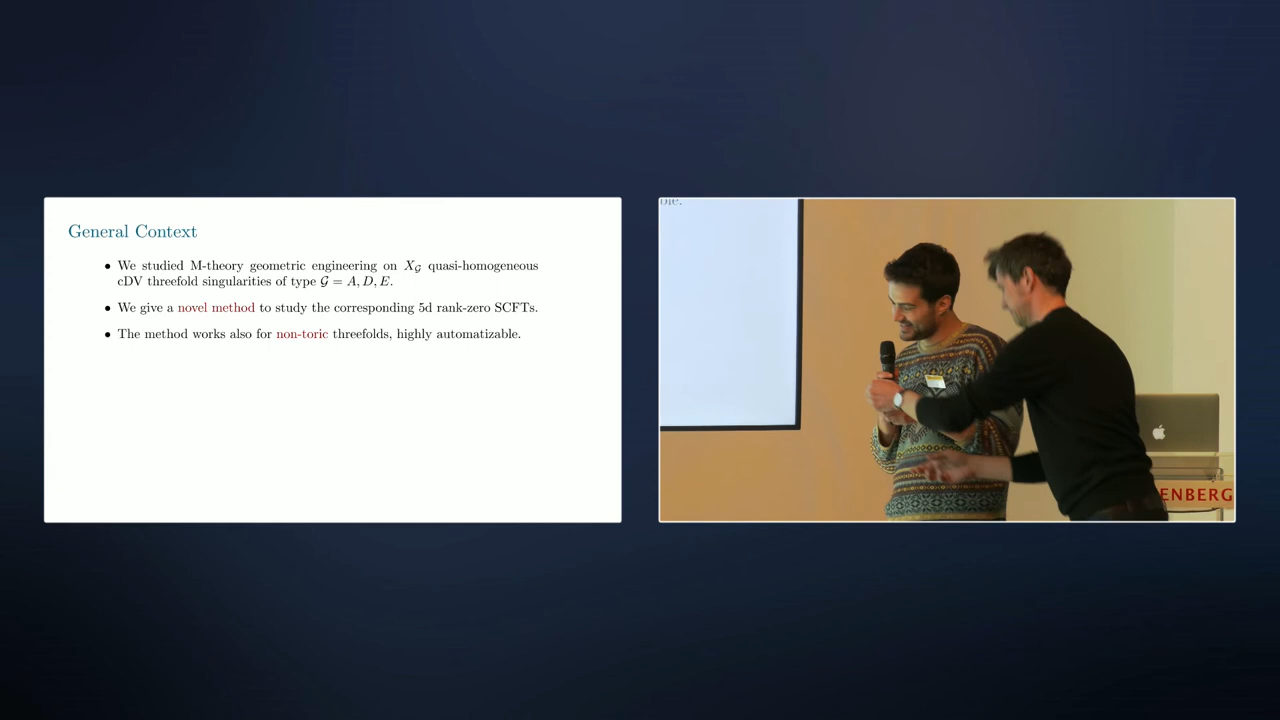 General Context
• We studied M-theory geometric engineering on X_𝒢 quasi-homogeneous
cDV threefold singularities of type 𝒢 = A, D, E.
• We give a novel method to study the corresponding 5d rank-zero SCFTs.
• The method works also for non-toric threefolds, highly automatizable.
ENBERG